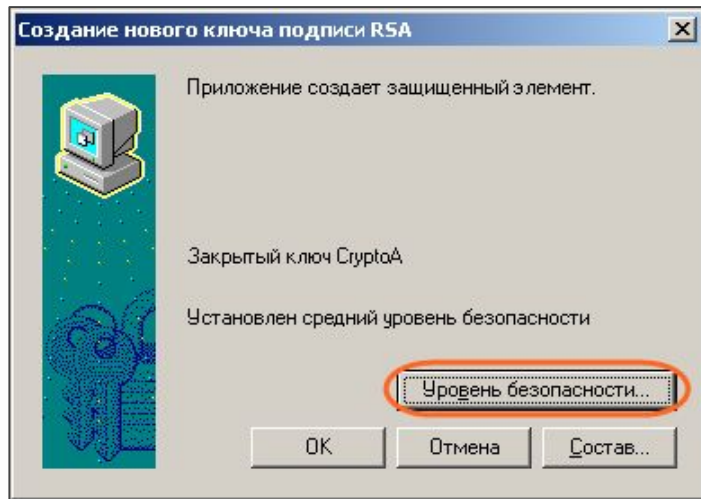 Создание нового ключа подписи RSA
Приложение создает защищенный элемент.
Закрытый ключ CryptoA
Установлен средний уровень безопасности
Уровень безопасности...
OK
Отмена
Состав...